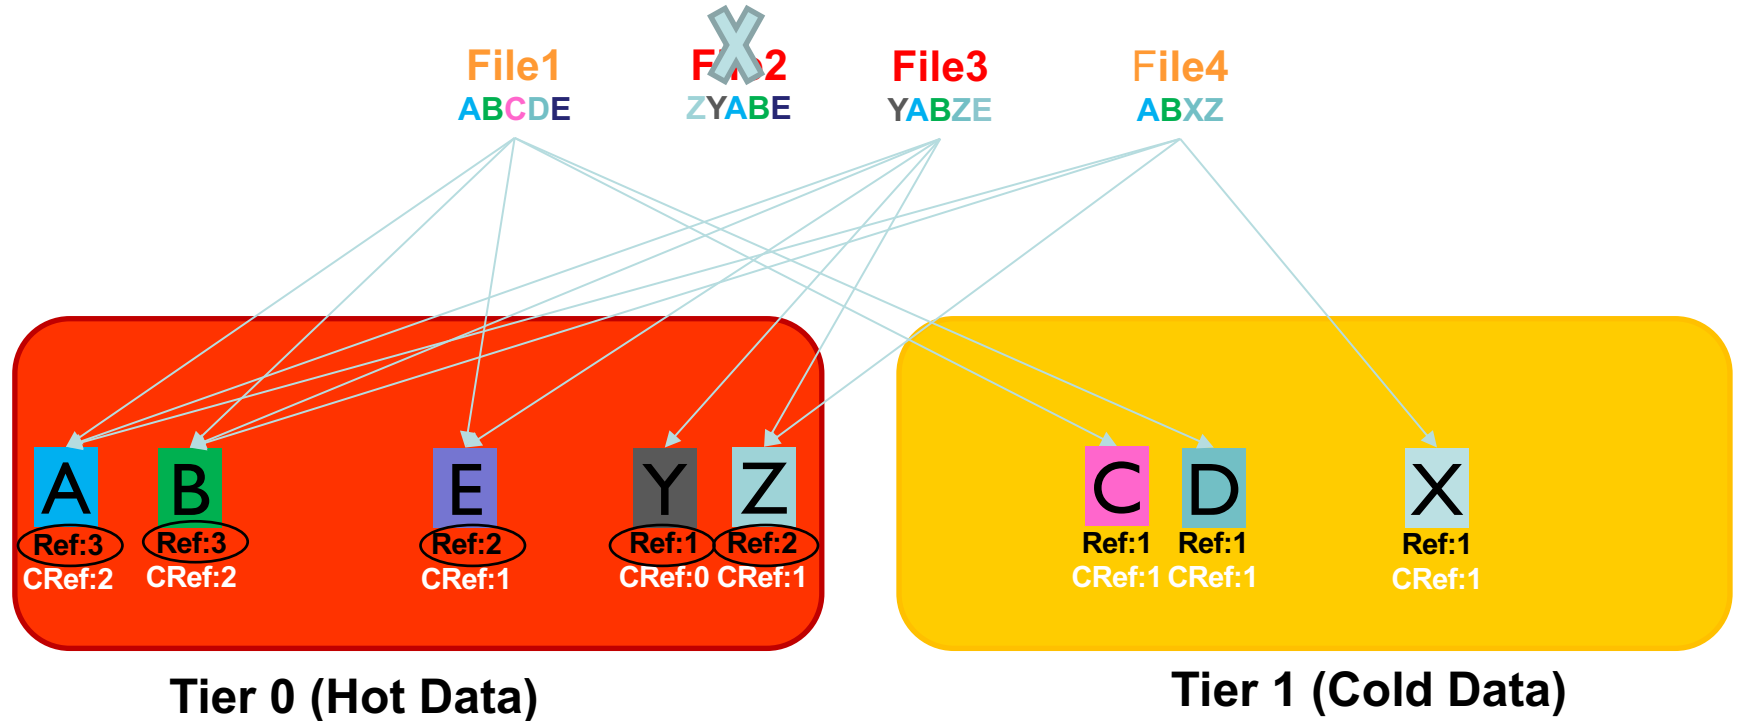 File1 File2 File3 File4
ABCDE ZYABE YABZE ABXZ
A B E Y Z C D X
Ref:3 Ref:3 Ref:2 Ref:1 Ref:2 Ref:1 Ref:1 Ref:1
CRef:2 CRef:2 CRef:1 CRef:0 CRef:1 CRef:1 CRef:1 CRef:1
Tier 0 (Hot Data) Tier 1 (Cold Data)